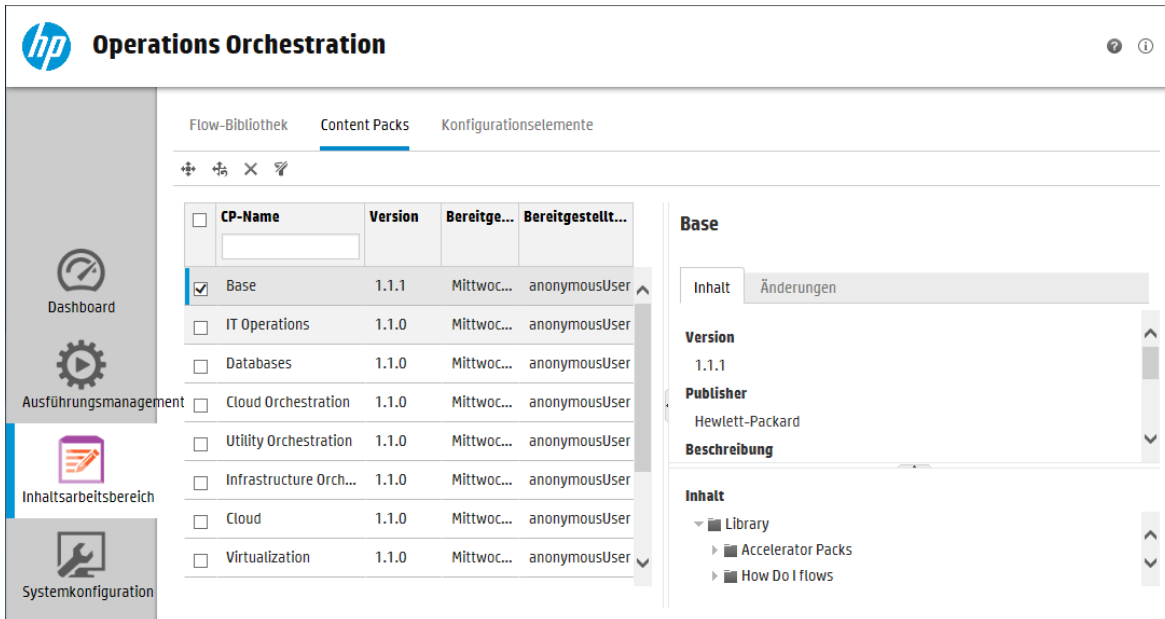 hp Operations Orchestration
Flow-Bibliothek Content Packs Konfigurationselemente
CP-Name Version Bereitge... Bereitgestellt...
Base 1.1.1 Mittwoc... anonymousUser
IT Operations 1.1.0 Mittwoc... anonymousUser
Databases 1.1.0 Mittwoc... anonymousUser
Cloud Orchestration 1.1.0 Mittwoc... anonymousUser
Utility Orchestration 1.1.0 Mittwoc... anonymousUser
Infrastructure Orch... 1.1.0 Mittwoc... anonymousUser
Cloud 1.1.0 Mittwoc... anonymousUser
Virtualization 1.1.0 Mittwoc... anonymousUser
Dashboard
Ausführungsmanagement
Inhaltsarbeitsbereich
Systemkonfiguration
Base
Inhalt Änderungen
Version
1.1.1
Publisher
Hewlett-Packard
Beschreibung
Inhalt
Library
Accelerator Packs
How Do I flows